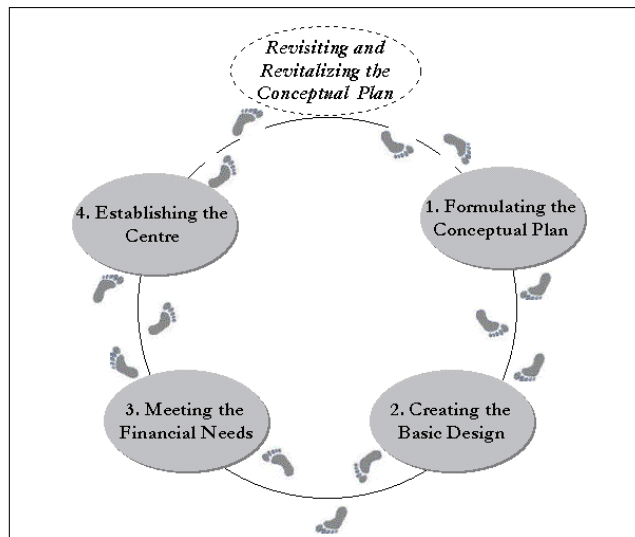 Revisiting and
Revitalizing the
Conceptual Plan
1. Formulating the
Conceptual Plan
2. Creating the
Basic Design
3. Meeting the
Financial Needs
4. Establishing the
Centre